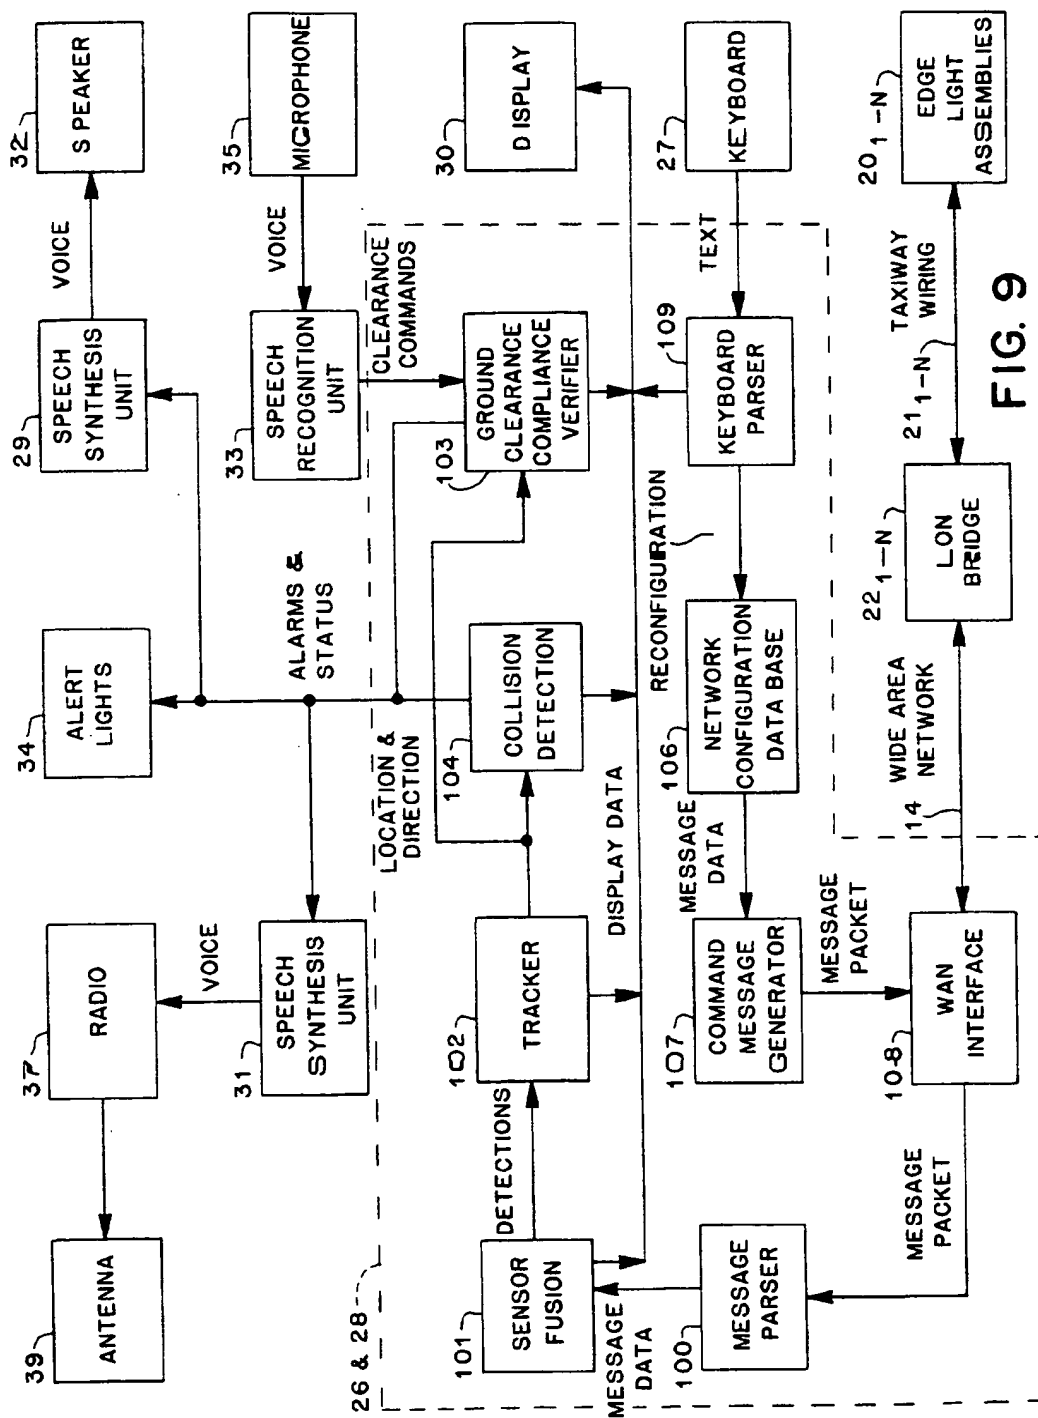 39
ANTENNA
37
RADIO
VOICE
34
ALERT
LIGHTS
29
SPEECH
SYNTHESIS
UNIT
VOICE
32
SPEAKER
31
SPEECH
SYNTHESIS
UNIT
ALARMS &
STATUS
33
SPEECH
RECOGNITION
UNIT
VOICE
35
MICROPHONE
26 & 28
LOCATION &
DIRECTION
CLEARANCE
COMMANDS
101
SENSOR
FUSION
DETECTIONS
102
TRACKER
104
COLLISION
DETECTION
103
GROUND
CLEARANCE
COMPLIANCE
VERIFIER
30
DISPLAY
MESSAGE
DATA
DISPLAY DATA
RECONFIGURATION
100
MESSAGE
PARSER
107
COMMAND
MESSAGE
GENERATOR
MESSAGE
DATA
106
NETWORK
CONFIGURATION
DATA BASE
109
KEYBOARD
PARSER
TEXT
27
KEYBOARD
MESSAGE
PACKET
MESSAGE
PACKET
108
WAN
INTERFACE
14
WIDE AREA
NETWORK
22 1-N
LON
BRIDGE
21 1-N
TAXIWAY
WIRING
20 1-N
EDGE
LIGHT
ASSEMBLIES
FIG. 9